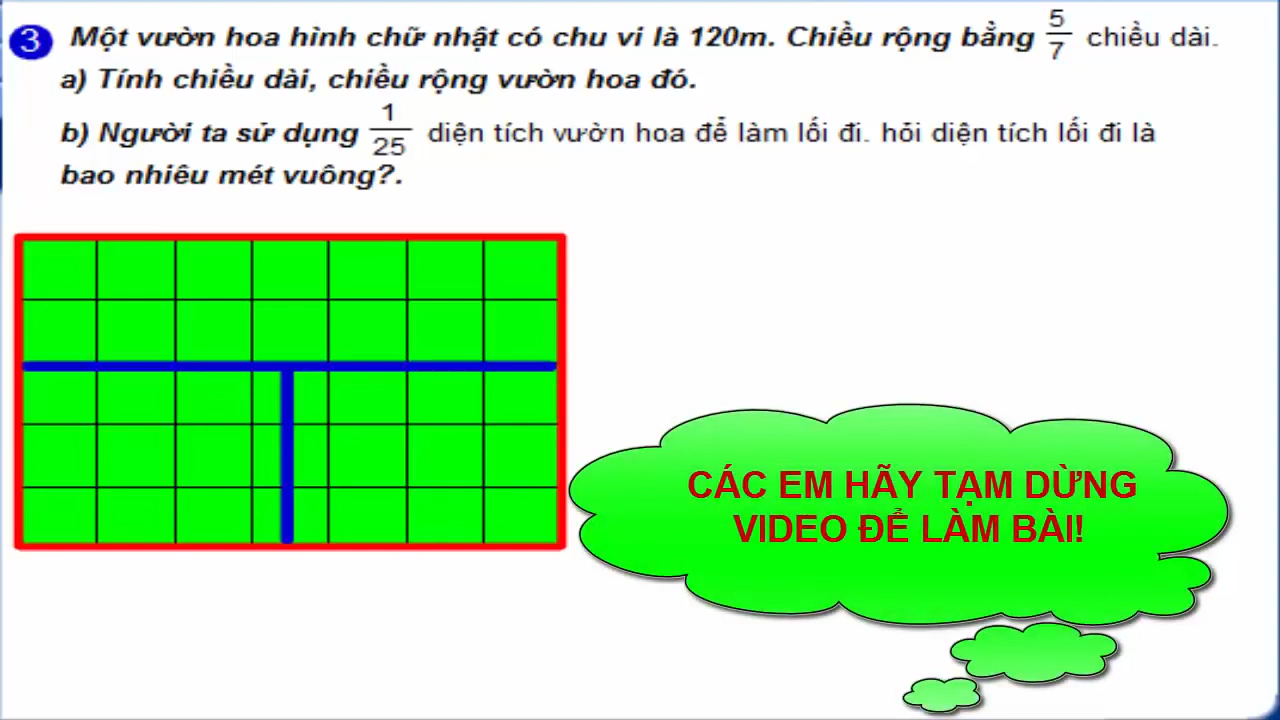 3 Một vườn hoa hình chữ nhật có chu vi là 120m. Chiều rộng bằng 5/7 chiều dài.
a) Tính chiều dài, chiều rộng vườn hoa đó.
b) Người ta sử dụng 1/25 diện tích vườn hoa để làm lối đi. hỏi diện tích lối đi là
bao nhiêu mét vuông?.
CÁC EM HÃY TẠM DỪNG
VIDEO ĐỂ LÀM BÀI!